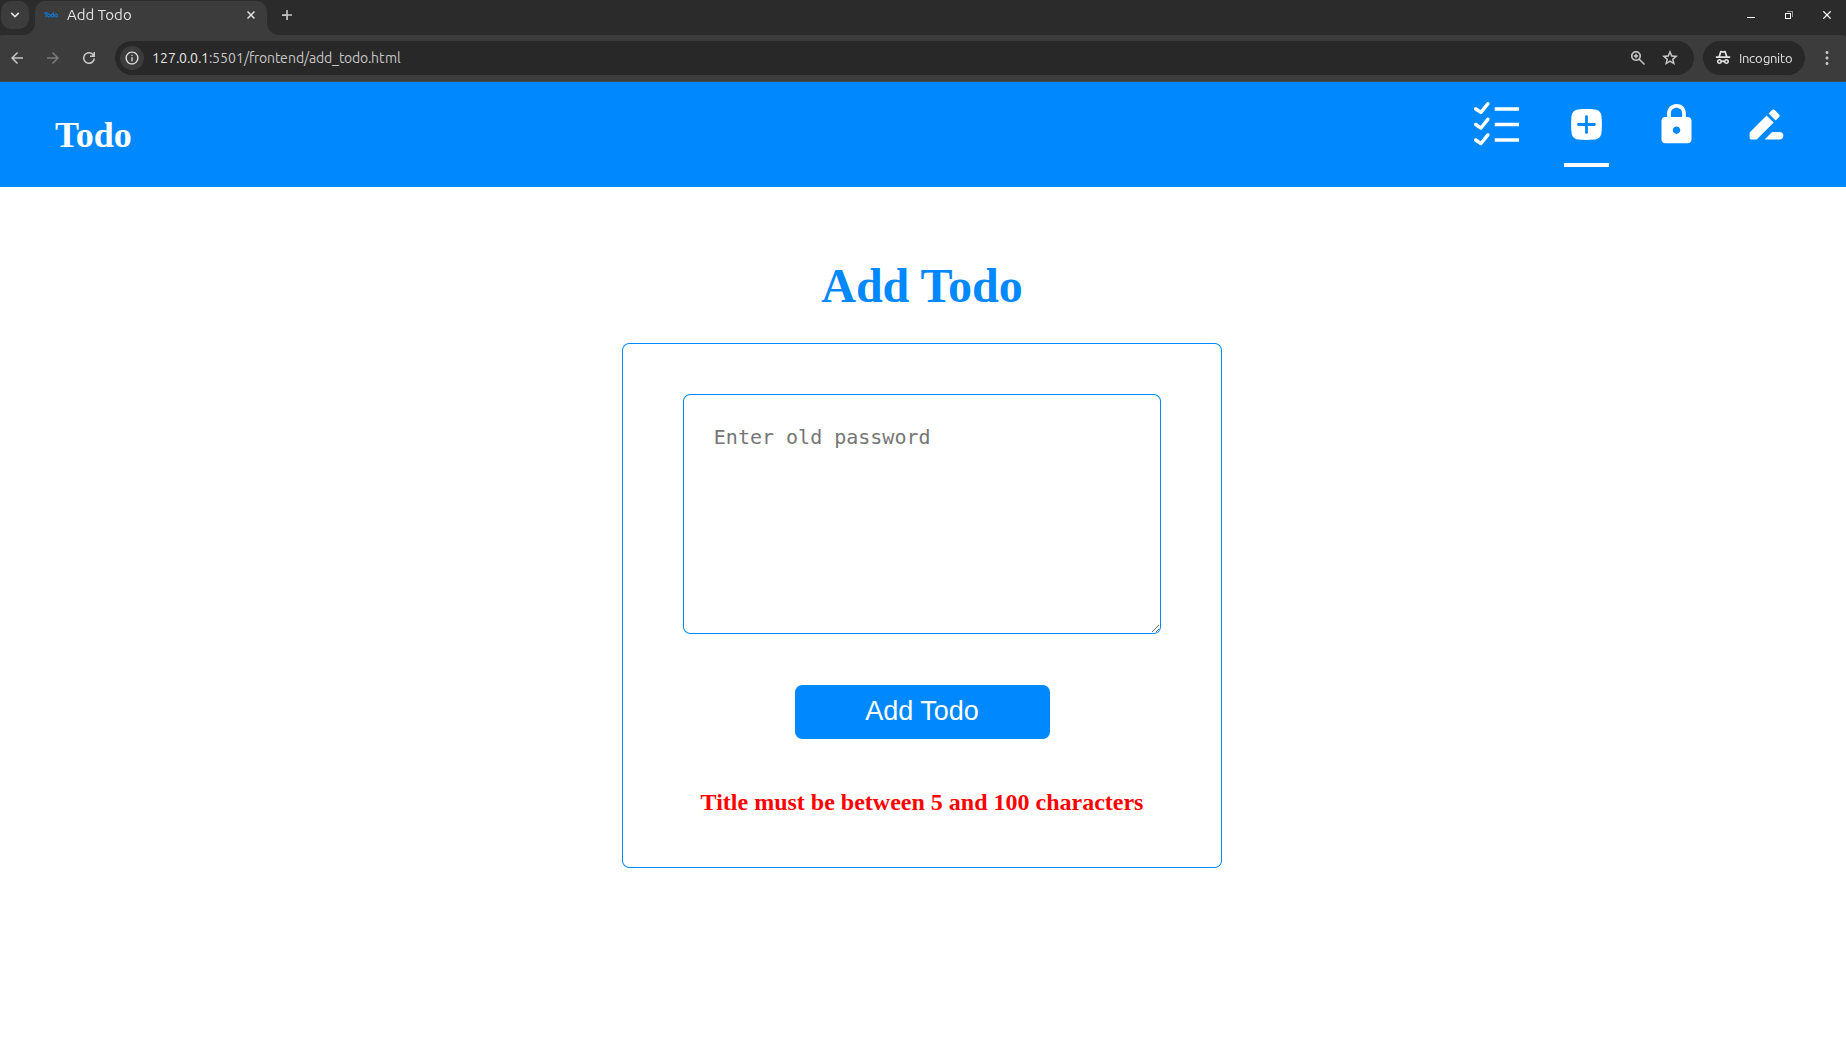 Todo Add Todo
127.0.0.1:5501/frontend/add_todo.html
Incognito
Todo
Add Todo
Enter old password
Add Todo
Title must be between 5 and 100 characters